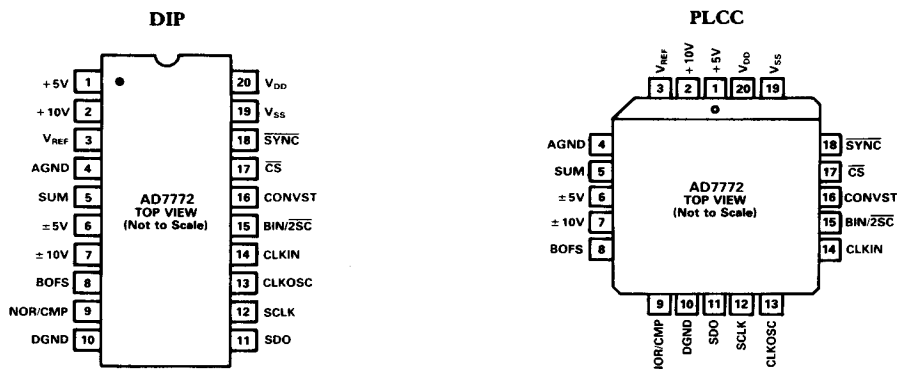 DIP
+5V 1
+10V 2
VREF 3
AGND 4
SUM 5
±5V 6
±10V 7
BOFS 8
NOR/CMP 9
DGND 10
AD7772
TOP VIEW
(Not to Scale)
20 VDD
19 VSS
18 SYNC
17 CS
16 CONVST
15 BIN/2SC
14 CLKIN
13 CLKOSC
12 SCLK
11 SDO
PLCC
VREF +10V +5V VDD VSS
3 2 1 20 19
AGND 4
SUM 5
±5V 6
±10V 7
BOFS 8
AD7772
TOP VIEW
(Not to Scale)
18 SYNC
17 CS
16 CONVST
15 BIN/2SC
14 CLKIN
9 10 11 12 13
NOR/CMP DGND SDO SCLK CLKOSC